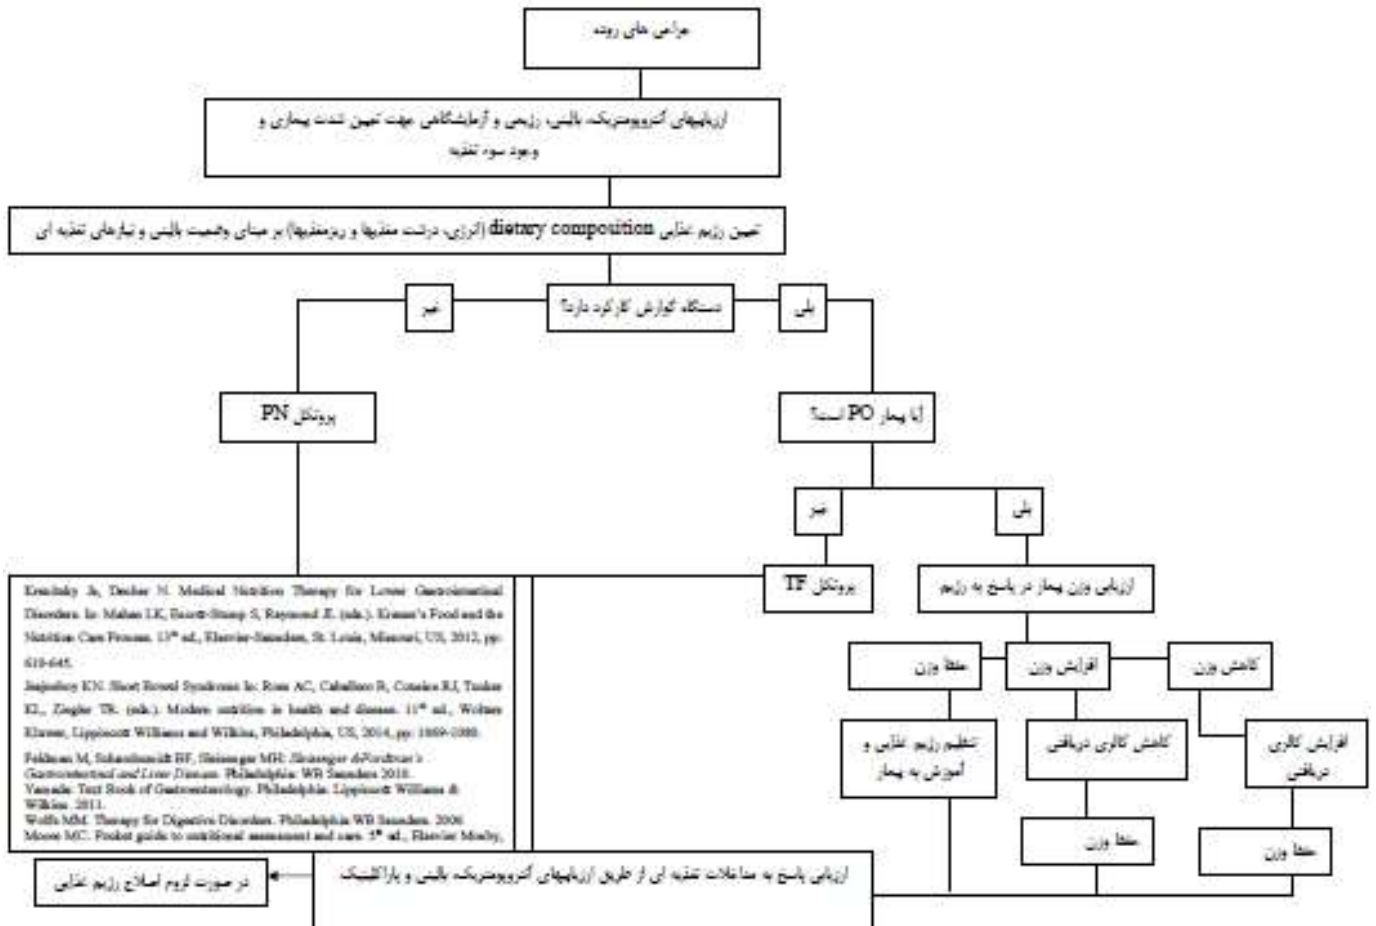 جراحی های روده
ارزیابیهای آنتروپومتریک، بالینی، رژیمی و آزمایشگاهی جهت تعیین شدت بیماری و
وجود سوء تغذیه
تعیین رژیم غذایی dietary composition (انرژی، درشت مغذیها و ریزمغذیها) بر مبنای وضعیت بالینی و نیازهای تغذیه ای
خیر
دستگاه گوارش کارکرد دارد؟
بلی
پروتکل PN
آیا بیمار PO است؟
خیر
بلی
پروتکل TF
ارزیابی وزن بیمار در پاسخ به رژیم
حفظ وزن
افزایش وزن
کاهش وزن
تنظیم رژیم غذایی و
آموزش به بیمار
کاهش کالری دریافتی
افزایش کالری
دریافتی
حفظ وزن
حفظ وزن
Decher N. Medical Nutrition Therapy for Lower Gastrointestinal
Disorders. In: Mahan LK, Escott-Stump S, Raymond JL (eds.). Krause's Food and the
Nutrition Care Process. 13th ed., Elsevier-Saunders, St. Louis, Missouri, US, 2012, pp:
610-645.
Jeejeebhoy KN. Short Bowel Syndrome In: Ross AC, Caballero B, Cousins RJ, Tucker
KL, Ziegler TR. (eds.). Modern nutrition in health and disease. 11th ed., Wolters
Kluwer, Lippincott Williams and Wilkins, Philadelphia, US, 2014, pp:
Feldman M, Scharschmidt BF, Sleisenger MH: Sleisenger &Fordtran's
Gastrointestinal and Liver Disease. Philadelphia: WB Saunders 2010.
Yamada: Text Book of Gastroenterology. Philadelphia: Lippincott Williams &
Wilkins. 2011.
Wolfe MM. Therapy for Digestive Disorders. Philadelphia WB Saunders. 2006
Moore MC. Pocket guide to nutritional assessment and care. 5th ed., Elsevier Mosby,
ارزیابی پاسخ به مداخلات تغذیه ای از طریق ارزیابیهای آنتروپومتریک، بالینی و پاراکلینیک
در صورت لزوم اصلاح رژیم غذایی